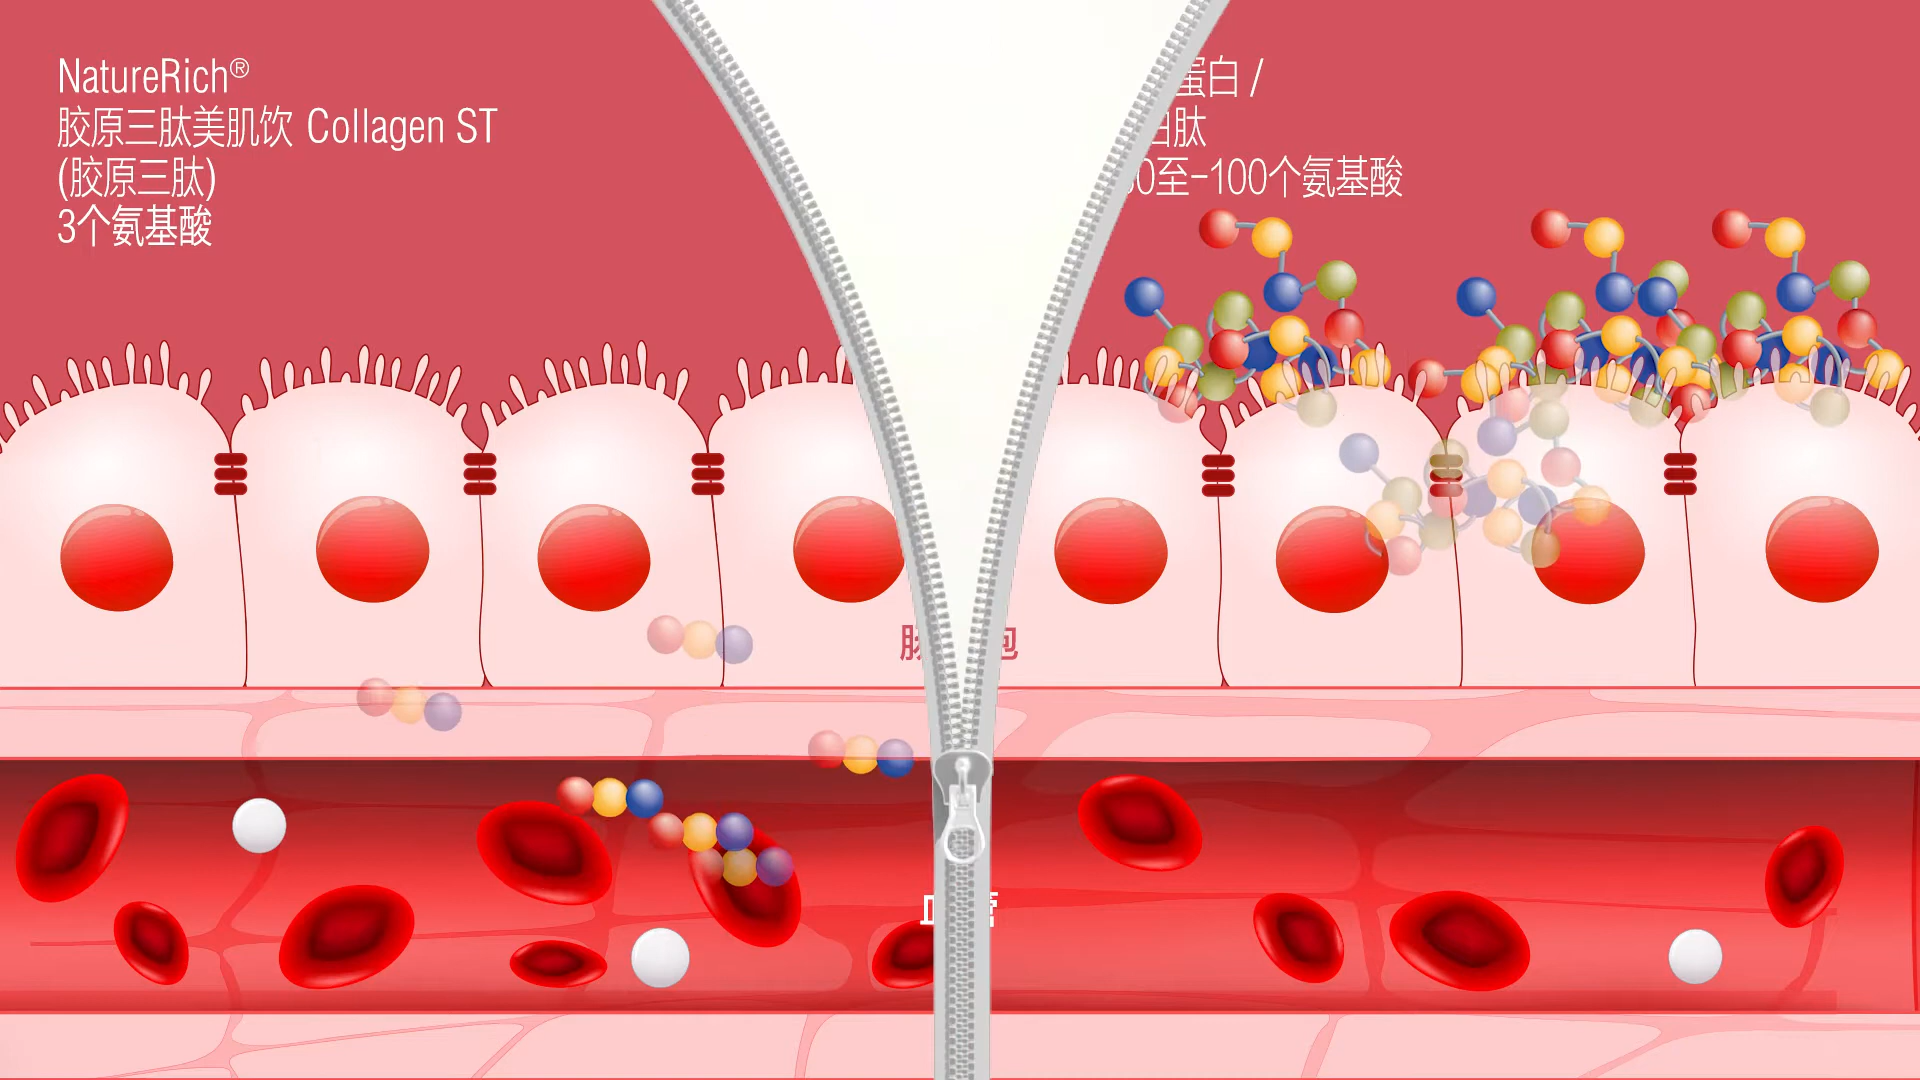 NatureRich®
胶原三肽美肌饮 Collagen ST
(胶原三肽)
3个氨基酸
蛋白 /
白肽
0至-100个氨基酸